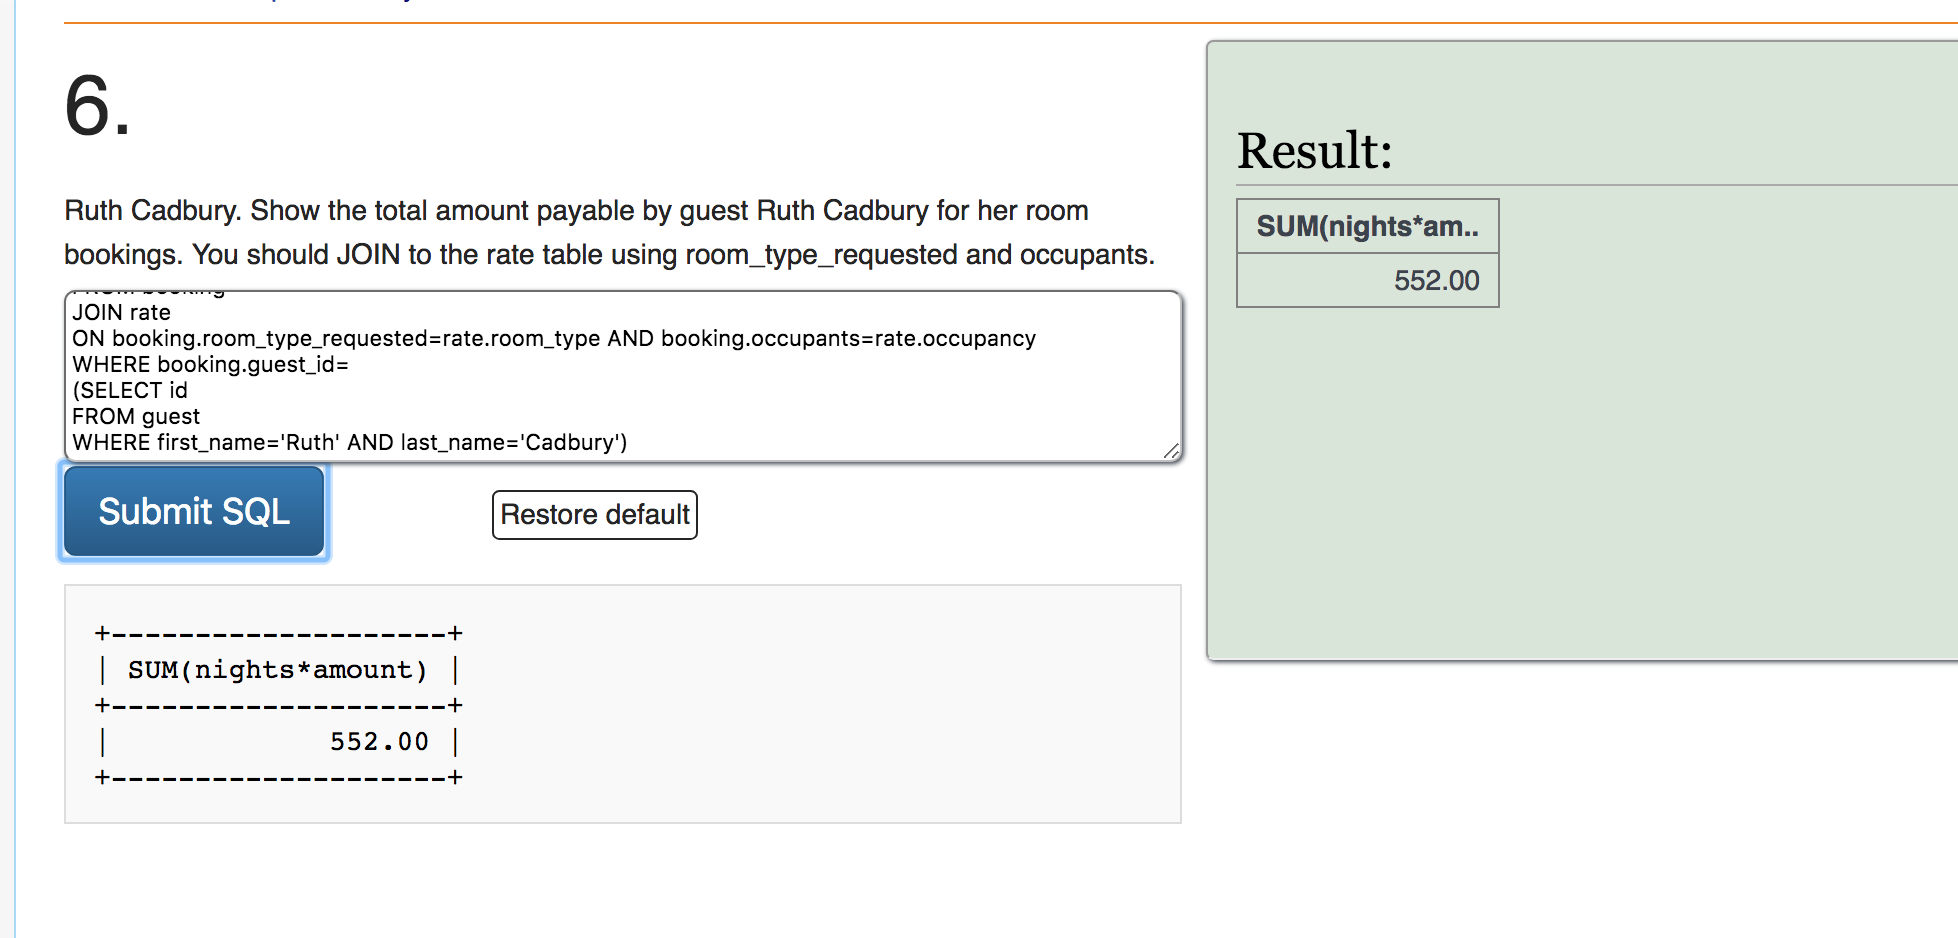 6.
Ruth Cadbury. Show the total amount payable by guest Ruth Cadbury for her room
bookings. You should JOIN to the rate table using room_type_requested and occupants.
FROM booking
JOIN rate
ON booking.room_type_requested=rate.room_type AND booking.occupants=rate.occupancy
WHERE booking.guest_id=
(SELECT id
FROM guest
WHERE first_name='Ruth' AND last_name='Cadbury')
Submit SQL
Restore default
+--------------------+
| SUM(nights*amount) |
+--------------------+
|             552.00 |
+--------------------+
Result:
SUM(nights*am..
552.00